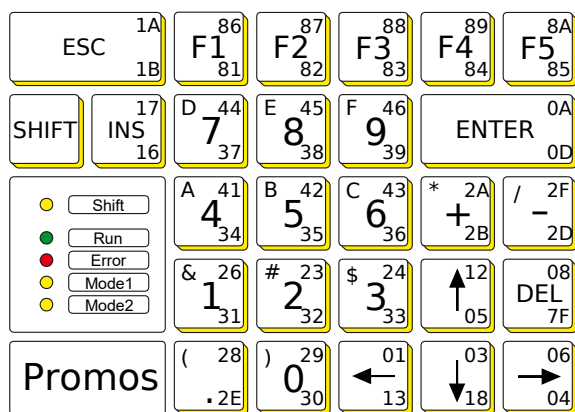 1A 86 87 88 89 8A
ESC F1 F2 F3 F4 F5
1B 81 82 83 84 85
17 D 44 E 45 F 46 0A
SHIFT INS 7 8 9 ENTER
16 37 38 39 0D
A 41 B 42 C 43 * 2A / 2F
Shift 4 5 6 + -
34 35 36 2B 2D
Run
Error & 26 # 23 $ 24 12 08
Mode1 1 2 3 DEL
Mode2 31 32 33 05 7F
( 28 ) 29 01 03 06
Promos . 0
2E 30 13 18 04